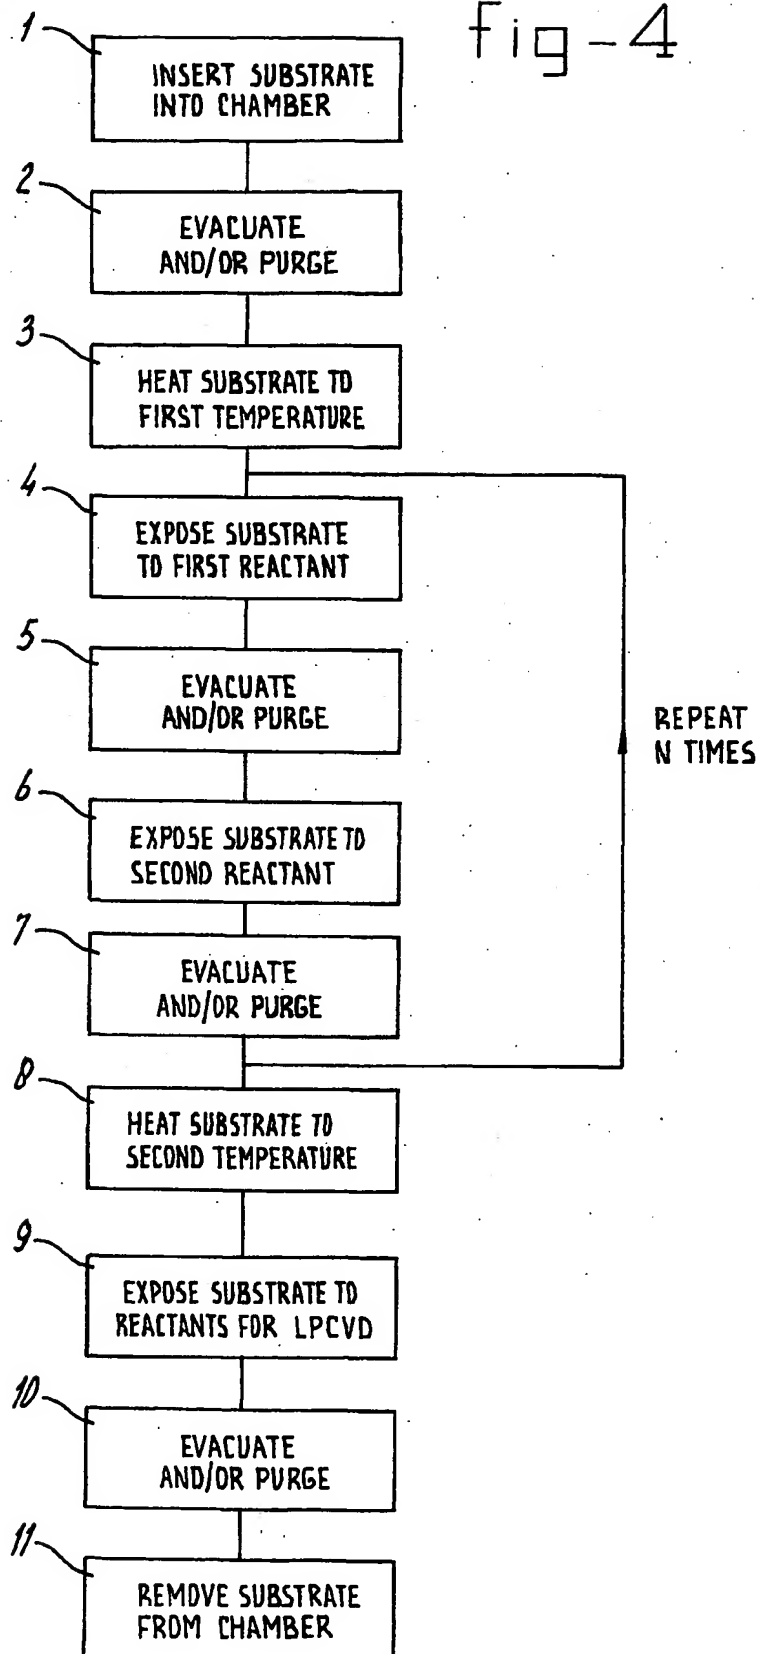 fig-4
1
INSERT SUBSTRATE
INTO CHAMBER
2
EVACUATE
AND/OR PURGE
3
HEAT SUBSTRATE TO
FIRST TEMPERATURE
4
EXPOSE SUBSTRATE
TO FIRST REACTANT
5
EVACUATE
AND/OR PURGE
REPEAT
N TIMES
6
EXPOSE SUBSTRATE TO
SECOND REACTANT
7
EVACUATE
AND/OR PURGE
8
HEAT SUBSTRATE TO
SECOND TEMPERATURE
9
EXPOSE SUBSTRATE TO
REACTANTS FOR LPCVD
10
EVACUATE
AND/OR PURGE
11
REMOVE SUBSTRATE
FROM CHAMBER